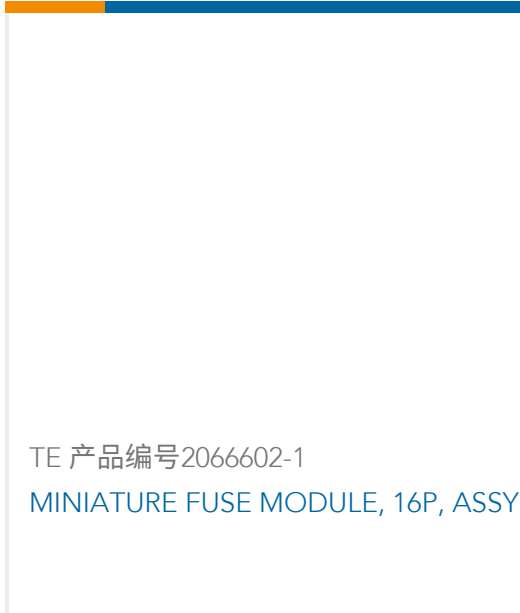 TE 产品编号2066602-1
MINIATURE FUSE MODULE, 16P, ASSY